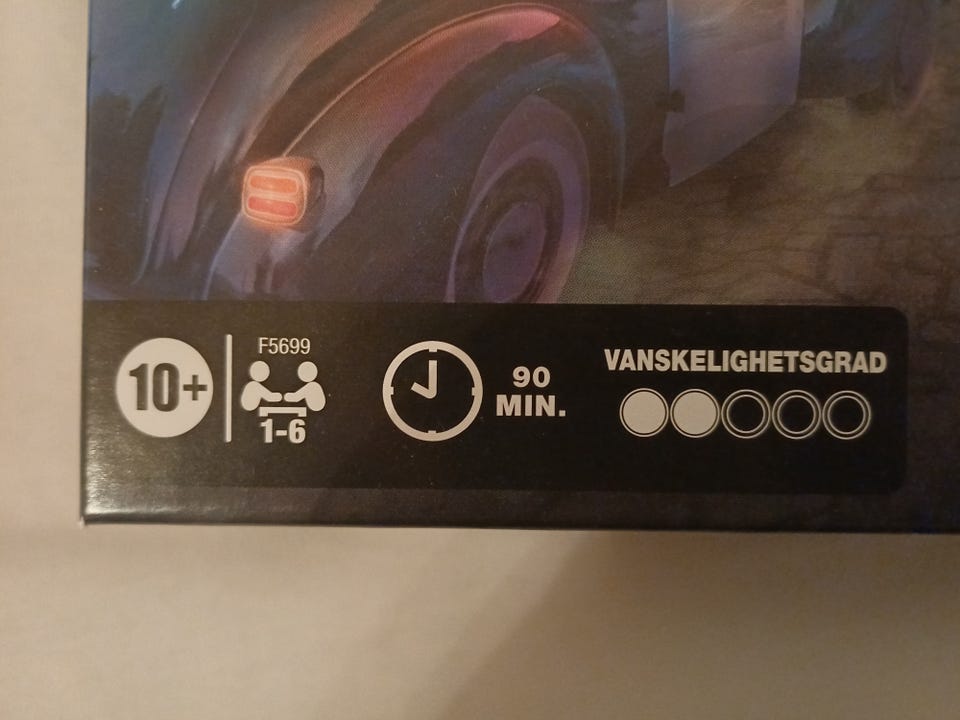 10+
F5699
1-6
90
MIN.
VANSKELIGHETSGRAD